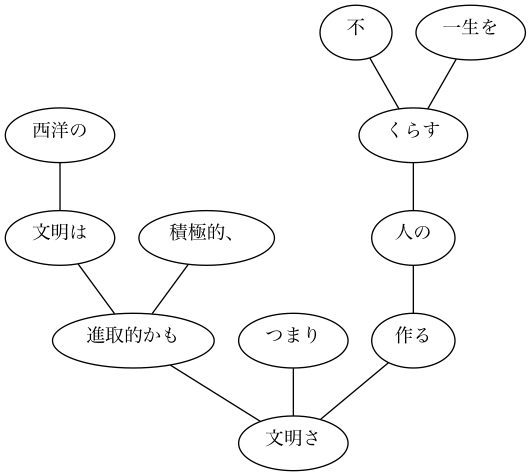 不
一生を
西洋の
くらす
文明は
積極的、
人の
進取的かも
つまり
作る
文明さ